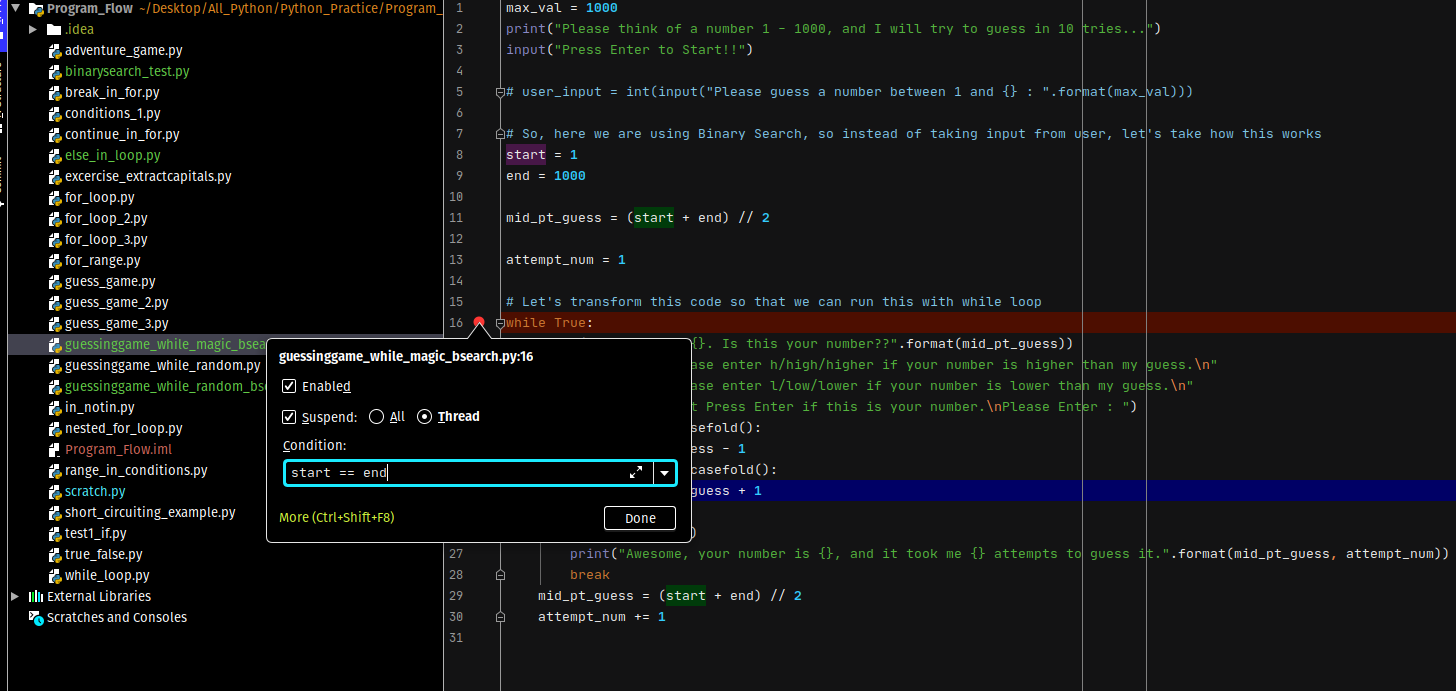 Program_Flow ~/Desktop/All_Python/Python_Practice/Program_
.idea
adventure_game.py
binarysearch_test.py
break_in_for.py
conditions_1.py
continue_in_for.py
else_in_loop.py
excercise_extractcapitals.py
for_loop.py
for_loop_2.py
for_loop_3.py
for_range.py
guess_game.py
guess_game_2.py
guess_game_3.py
guessinggame_while_magic_bsea
guessinggame_while_random.py
guessinggame_while_random_bs
in_notin.py
nested_for_loop.py
Program_Flow.iml
range_in_conditions.py
scratch.py
short_circuiting_example.py
test1_if.py
true_false.py
while_loop.py
External Libraries
Scratches and Consoles
1 max_val = 1000
2 print("Please think of a number 1 - 1000, and I will try to guess in 10 tries...")
3 input("Press Enter to Start!!")
4
5 # user_input = int(input("Please guess a number between 1 and {} : ".format(max_val)))
6
7 # So, here we are using Binary Search, so instead of taking input from user, let's take how this works
8 start = 1
9 end = 1000
10
11 mid_pt_guess = (start + end) // 2
12
13 attempt_num = 1
14
15 # Let's transform this code so that we can run this with while loop
16 while True:
{}. Is this your number??".format(mid_pt_guess))
ase enter h/high/higher if your number is higher than my guess.\n"
ase enter l/low/lower if your number is lower than my guess.\n"
t Press Enter if this is your number.\nPlease Enter : ")
sefold():
ess - 1
casefold():
guess + 1
)
27 print("Awesome, your number is {}, and it took me {} attempts to guess it.".format(mid_pt_guess, attempt_num))
28 break
29 mid_pt_guess = (start + end) // 2
30 attempt_num += 1
31
guessinggame_while_magic_bsearch.py:16
Enabled
Suspend: All Thread
Condition:
start == end
More (Ctrl+Shift+F8)
Done